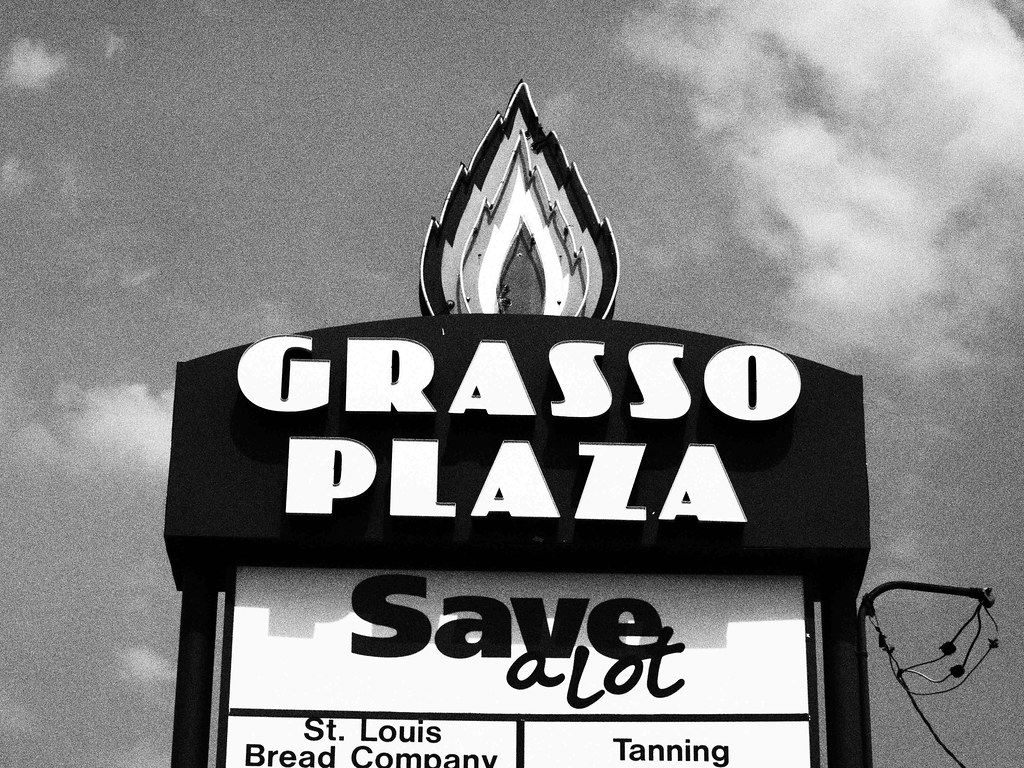 GRASSO
PLAZA
Save
a Lot
St. Louis
Bread Company
Tanning